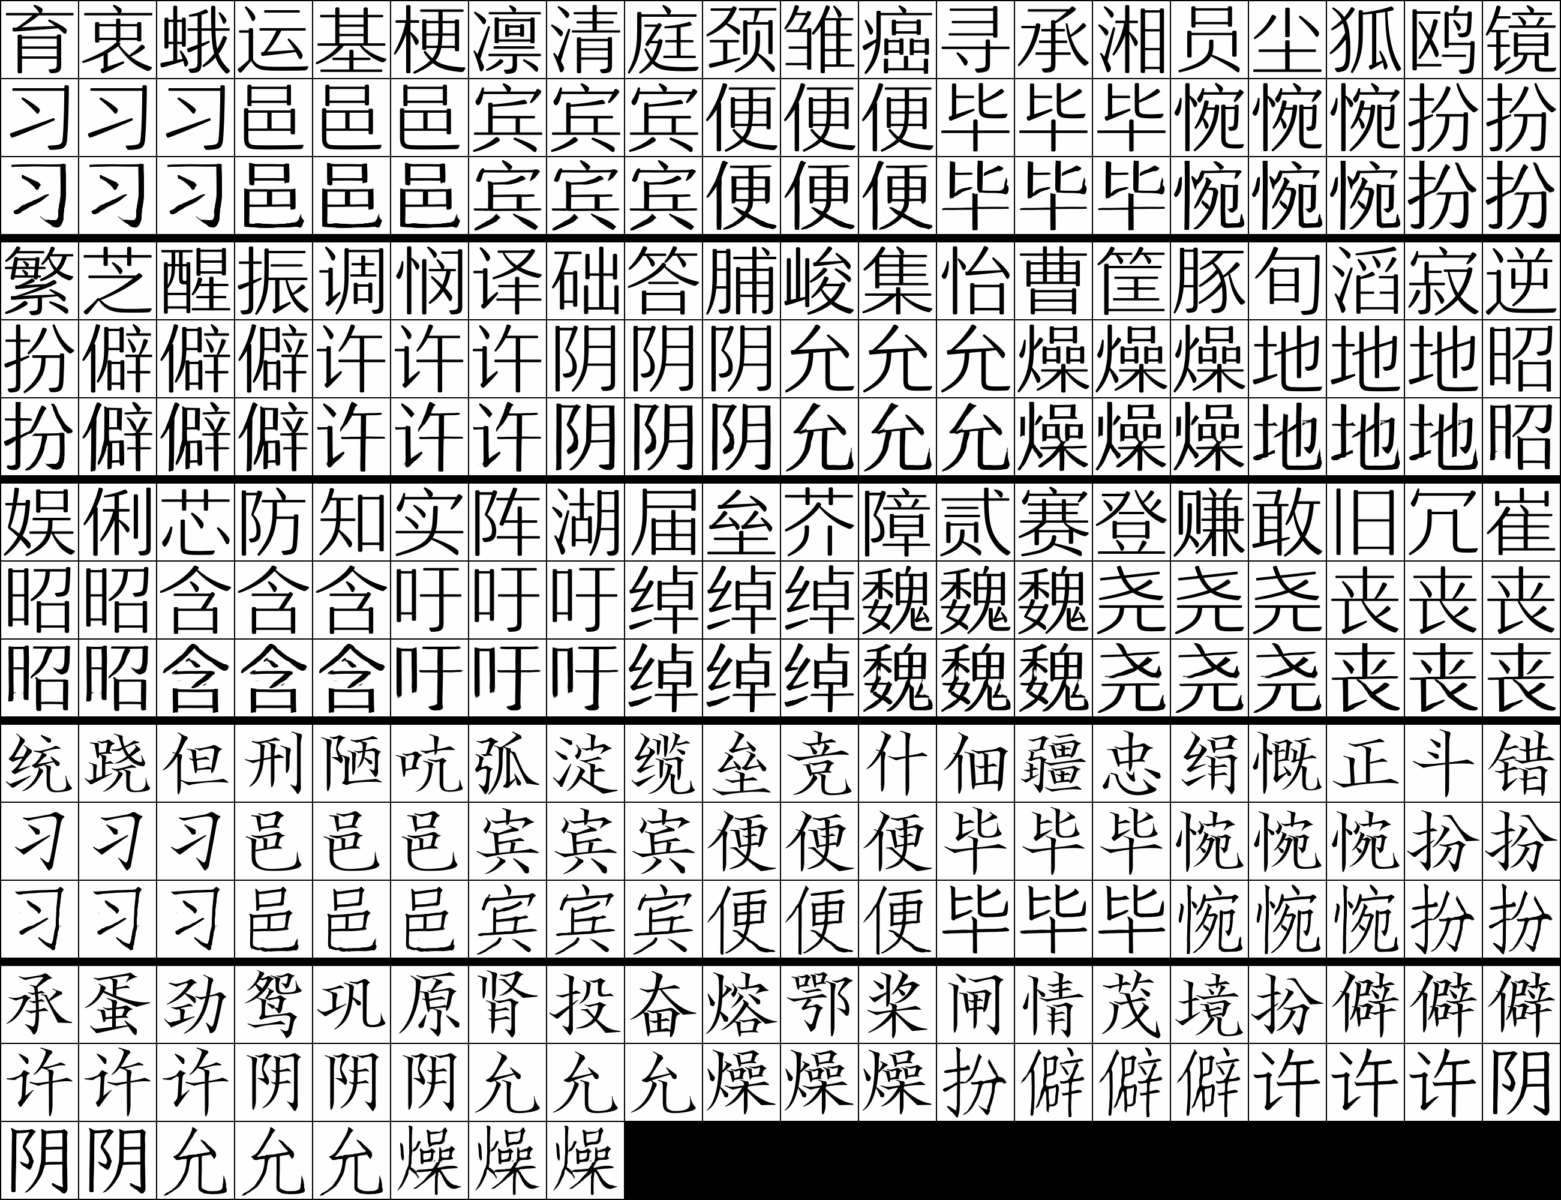 育衷蛾运基梗凛清庭颈雏癌寻承湘员尘狐鸥镜
习习习邑邑邑宾宾宾便便便毕毕毕惋惋惋扮扮
习习习邑邑邑宾宾宾便便便毕毕毕惋惋惋扮扮
繁芝醒振调悯译础答脯峻集怡曹筐豚旬滔寂逆
扮僻僻僻许许许阴阴阴允允允燥燥燥地地地昭
扮僻僻僻许许许阴阴阴允允允燥燥燥地地地昭
娱俐芯防知实阵湖届垒芥障贰赛登赚敢旧冗崔
昭昭含含含吁吁吁绰绰绰魏魏魏尧尧尧丧丧丧
昭昭含含含吁吁吁绰绰绰魏魏魏尧尧尧丧丧丧
统跷但刑陋吭弧淀缆垒竞什佃疆忠绢慨正斗错
习习习邑邑邑宾宾宾便便便毕毕毕惋惋惋扮扮
习习习邑邑邑宾宾宾便便便毕毕毕惋惋惋扮扮
承蛋劲鸳巩原肾投奋熔鄂桨闸情茂境扮僻僻僻
许许许阴阴阴允允允燥燥燥扮僻僻僻许许许阴
阴阴允允允燥燥燥